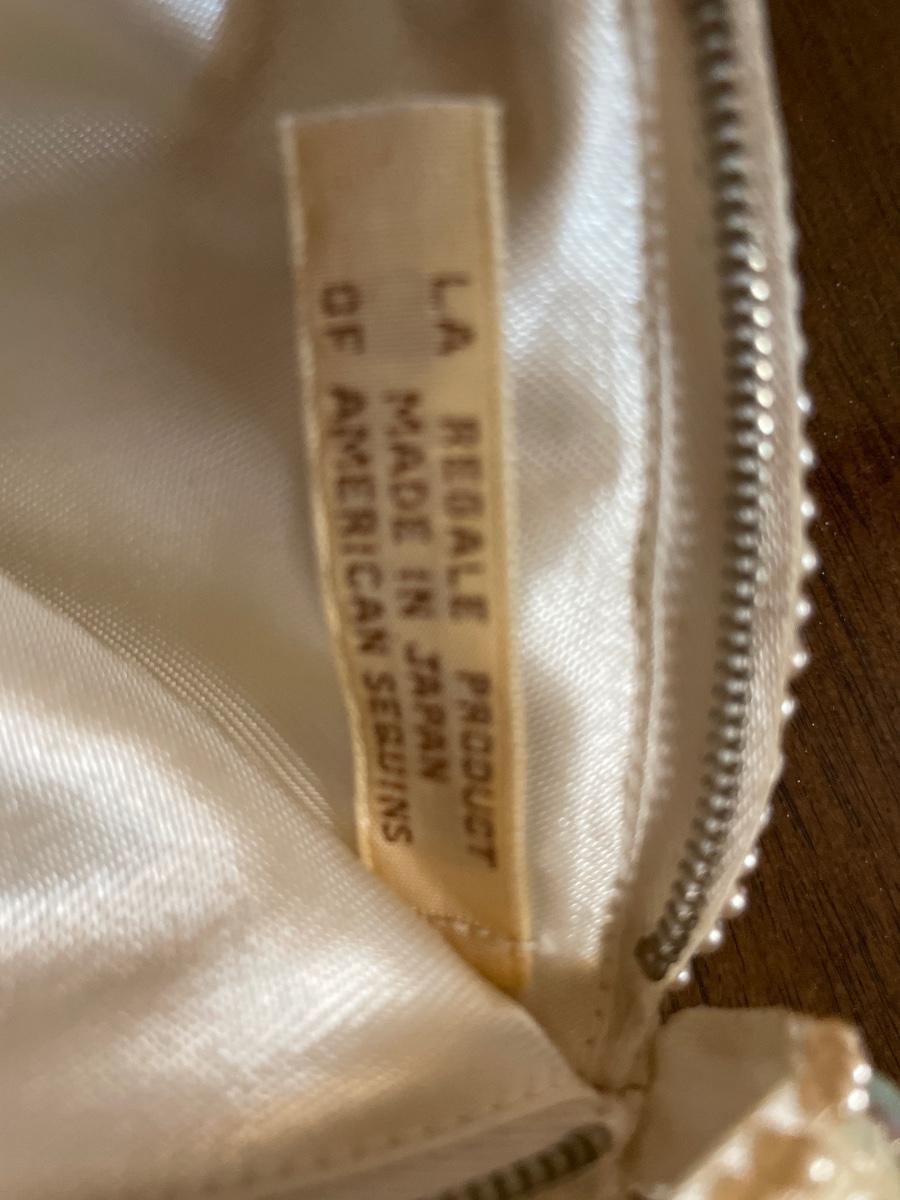 LA REGALE PRODUCT
MADE IN JAPAN
OF AMERICAN SEQUINS